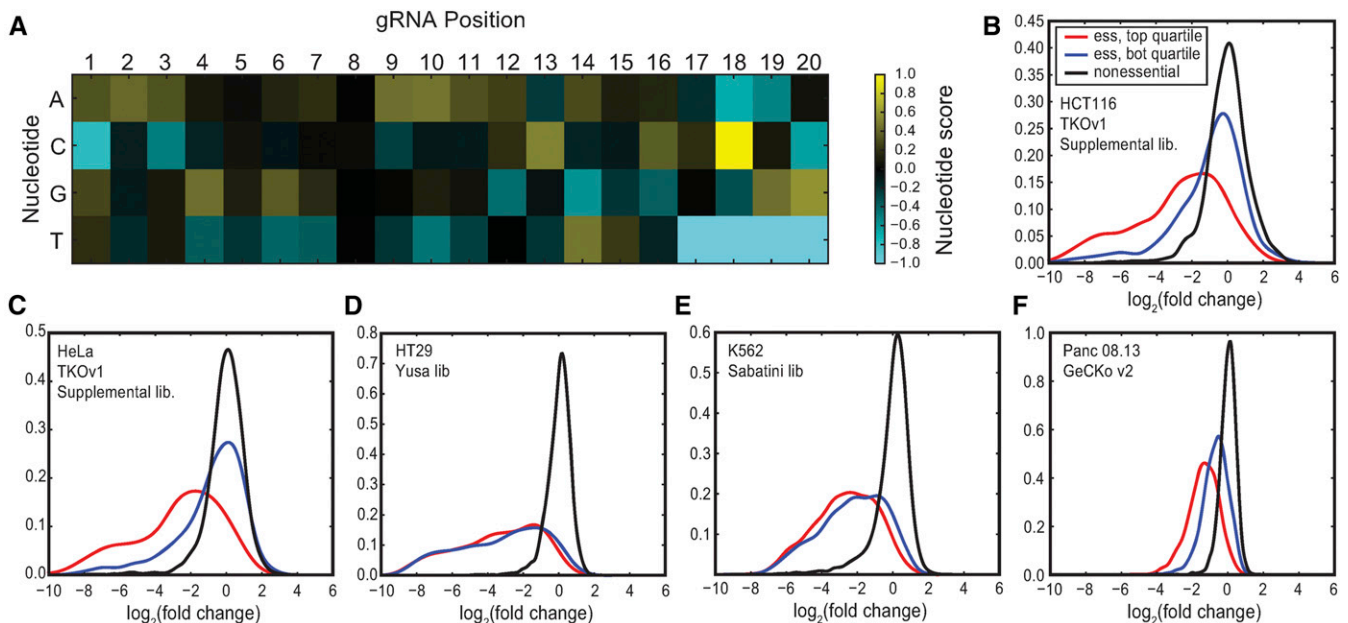 A
gRNA Position
1 2 3 4 5 6 7 8 9 10 11 12 13 14 15 16 17 18 19 20
Nucleotide
A
C
G
T
1.0
0.8
0.6
0.4
0.2
0.0
−0.2
−0.4
−0.6
−0.8
−1.0
Nucleotide score
B
ess, top quartile
ess, bot quartile
nonessential
HCT116
TKOv1
Supplemental lib.
0.45
0.40
0.35
0.30
0.25
0.20
0.15
0.10
0.05
0.00
−10 −8 −6 −4 −2 0 2 4 6
log2(fold change)
C
HeLa
TKOv1
Supplemental lib.
0.5
0.4
0.3
0.2
0.1
0.0
−10 −8 −6 −4 −2 0 2 4 6
log2(fold change)
D
HT29
Yusa lib
0.8
0.7
0.6
0.5
0.4
0.3
0.2
0.1
0.0
−10 −8 −6 −4 −2 0 2 4 6
log2(fold change)
E
K562
Sabatini lib
0.6
0.5
0.4
0.3
0.2
0.1
−10 −8 −6 −4 −2 0 2 4 6
log2(fold change)
F
Panc 08.13
GeCKo v2
1.0
0.8
0.6
0.4
0.2
0.0
−10 −8 −6 −4 −2 0 2 4 6
log2(fold change)